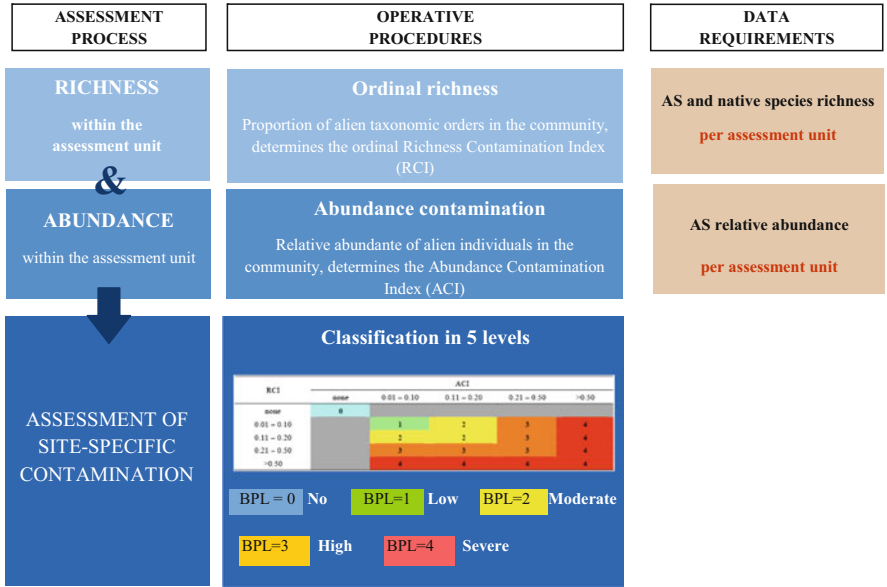 ASSESSMENT
PROCESS
OPERATIVE
PROCEDURES
DATA
REQUIREMENTS
RICHNESS
within the
assessment unit
&
ABUNDANCE
within the assessment unit
Ordinal richness
Proportion of alien taxonomic orders in the community,
determines the ordinal Richness Contamination Index
(RCI)
Abundance contamination
Relative abundante of alien individuals in the
community, determines the Abundance Contamination
Index (ACI)
AS and native species richness
per assessment unit
AS relative abundance
per assessment unit
ASSESSMENT OF
SITE-SPECIFIC
CONTAMINATION
Classification in 5 levels
RCI ACI
none 0.01 – 0.10 0.11 – 0.20 0.21 – 0.50 >0.50
none 0
0.01 – 0.10 1 2 3 4
0.11 – 0.20 2 2 3 4
0.21 – 0.50 3 3 3 4
>0.50 4 4 4 4
BPL = 0 No BPL=1 Low BPL=2 Moderate
BPL=3 High BPL=4 Severe